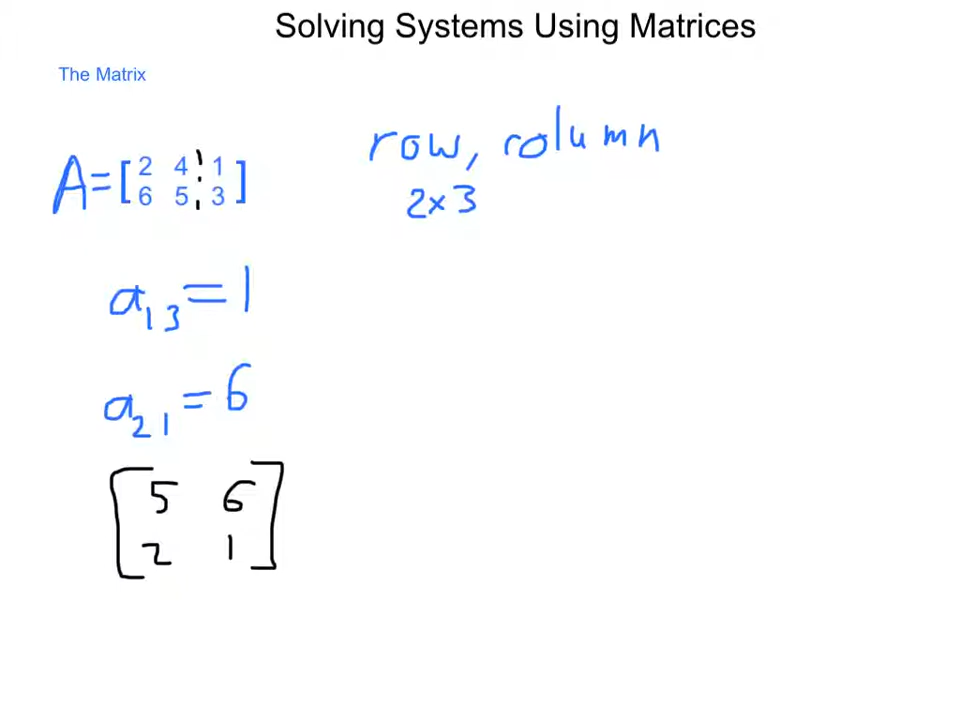 Solving Systems Using Matrices
The Matrix
row, column
A=[2 4 ¦ 1
6 5 ¦ 3]
2×3
a₁₃=1
a₂₁=6
[5 6
2 1]